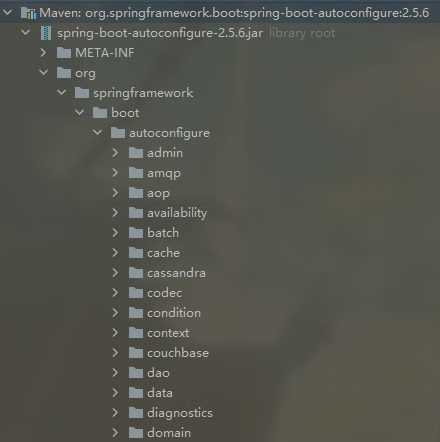 Maven: org.springframework.boot:spring-boot-autoconfigure:2.5.6
spring-boot-autoconfigure-2.5.6.jar library root
META-INF
org
springframework
boot
autoconfigure
admin
amqp
aop
availability
batch
cache
cassandra
codec
condition
context
couchbase
dao
data
diagnostics
domain